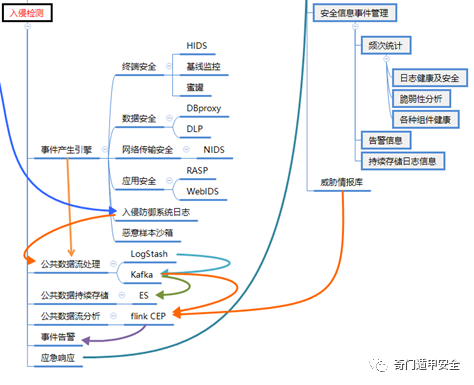 入侵检测
事件产生引擎
终端安全
HIDS
基线监控
蜜罐
数据安全
DBproxy
DLP
网络传输安全
NIDS
应用安全
RASP
WebIDS
入侵防御系统日志
恶意样本沙箱
公共数据流处理
LogStash
Kafka
公共数据持续存储
ES
公共数据流分析
flink CEP
事件告警
应急响应
安全信息事件管理
频次统计
日志健康及安全
脆弱性分析
各种组件健康
告警信息
持续存储日志信息
威胁情报库
奇门遁甲安全